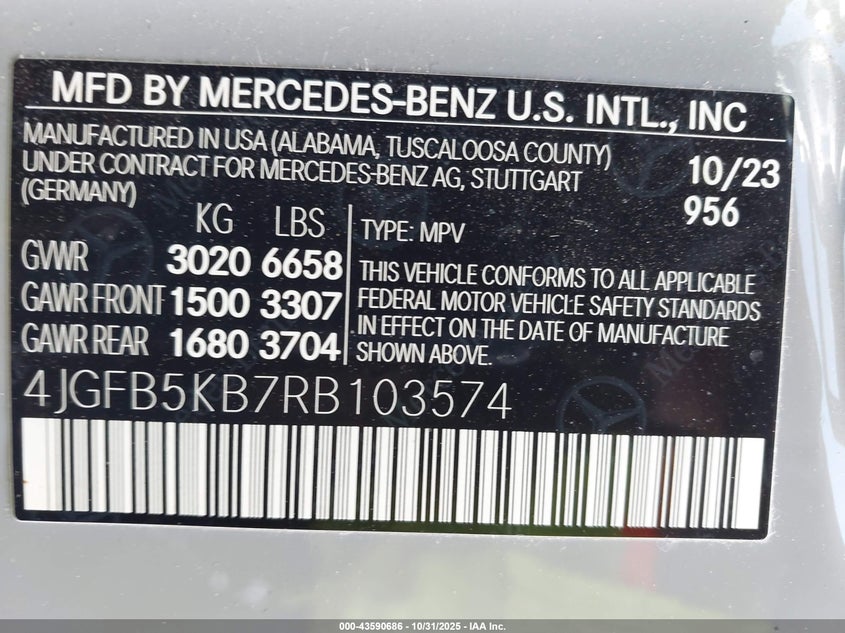 MFD BY MERCEDES-BENZ U.S. INTL., INC
MANUFACTURED IN USA (ALABAMA, TUSCALOOSA COUNTY)
UNDER CONTRACT FOR MERCEDES-BENZ AG, STUTTGART
(GERMANY)
10/23
956
KG LBS
GVWR 3020 6658
GAWR FRONT 1500 3307
GAWR REAR 1680 3704
TYPE: MPV
THIS VEHICLE CONFORMS TO ALL APPLICABLE
FEDERAL MOTOR VEHICLE SAFETY STANDARDS
IN EFFECT ON THE DATE OF MANUFACTURE
SHOWN ABOVE.
4JGFB5KB7RB103574
000-43590686 - 10/31/2025 - IAA Inc.